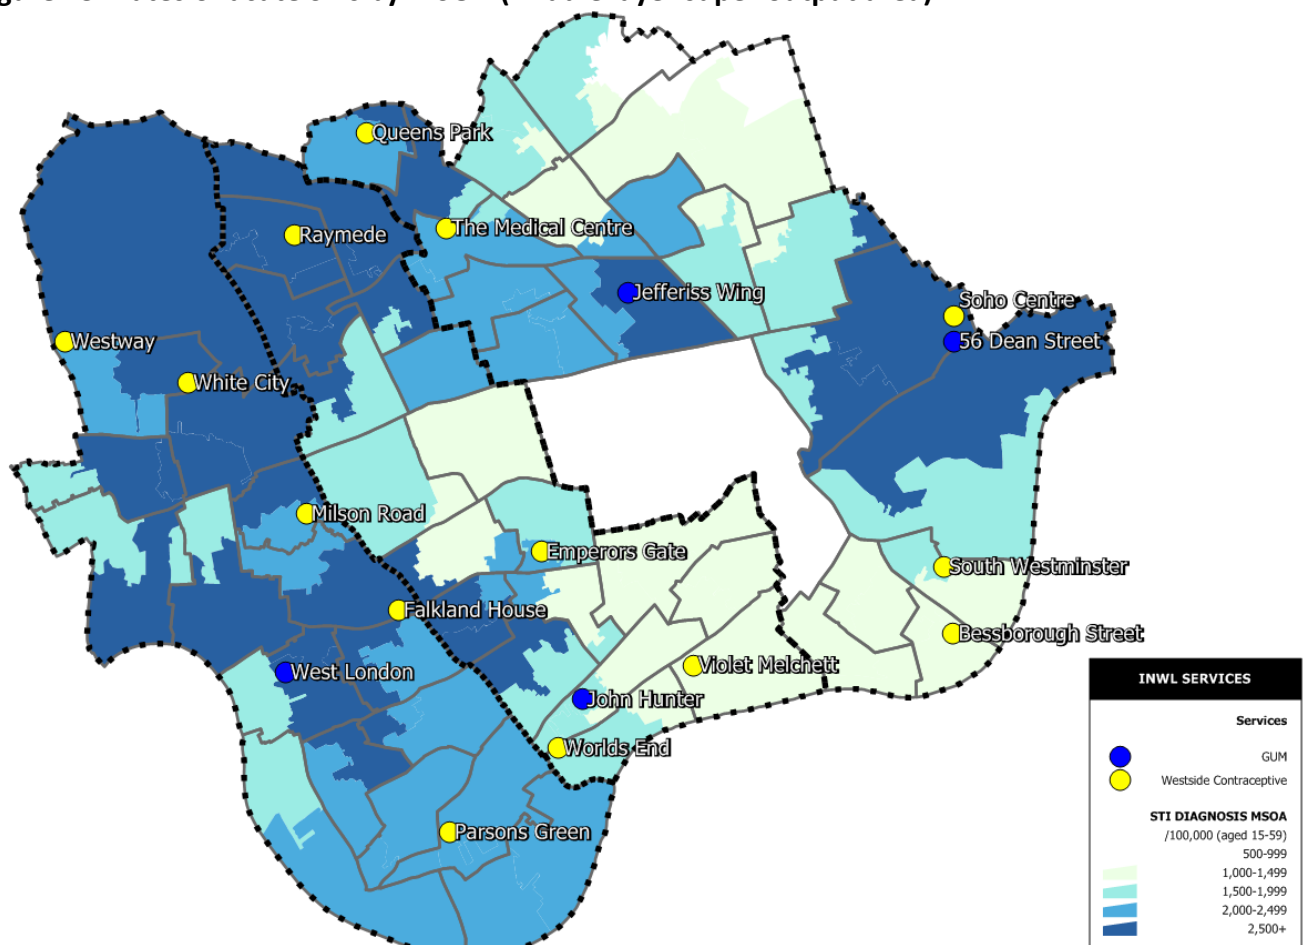 Queens Park
The Medical Centre
Raymede
Jefferiss Wing
Soho Centre
56 Dean Street
Westway
White City
Milson Road
Emperors Gate
South Westminster
Falkland House
Bessborough Street
Violet Melchett
West London
John Hunter
Worlds End
Parsons Green
INWL SERVICES
Services
GUM
Westside Contraceptive
STI DIAGNOSIS MSOA
/100,000 (aged 15-59)
500-999
1,000-1,499
1,500-1,999
2,000-2,499
2,500+